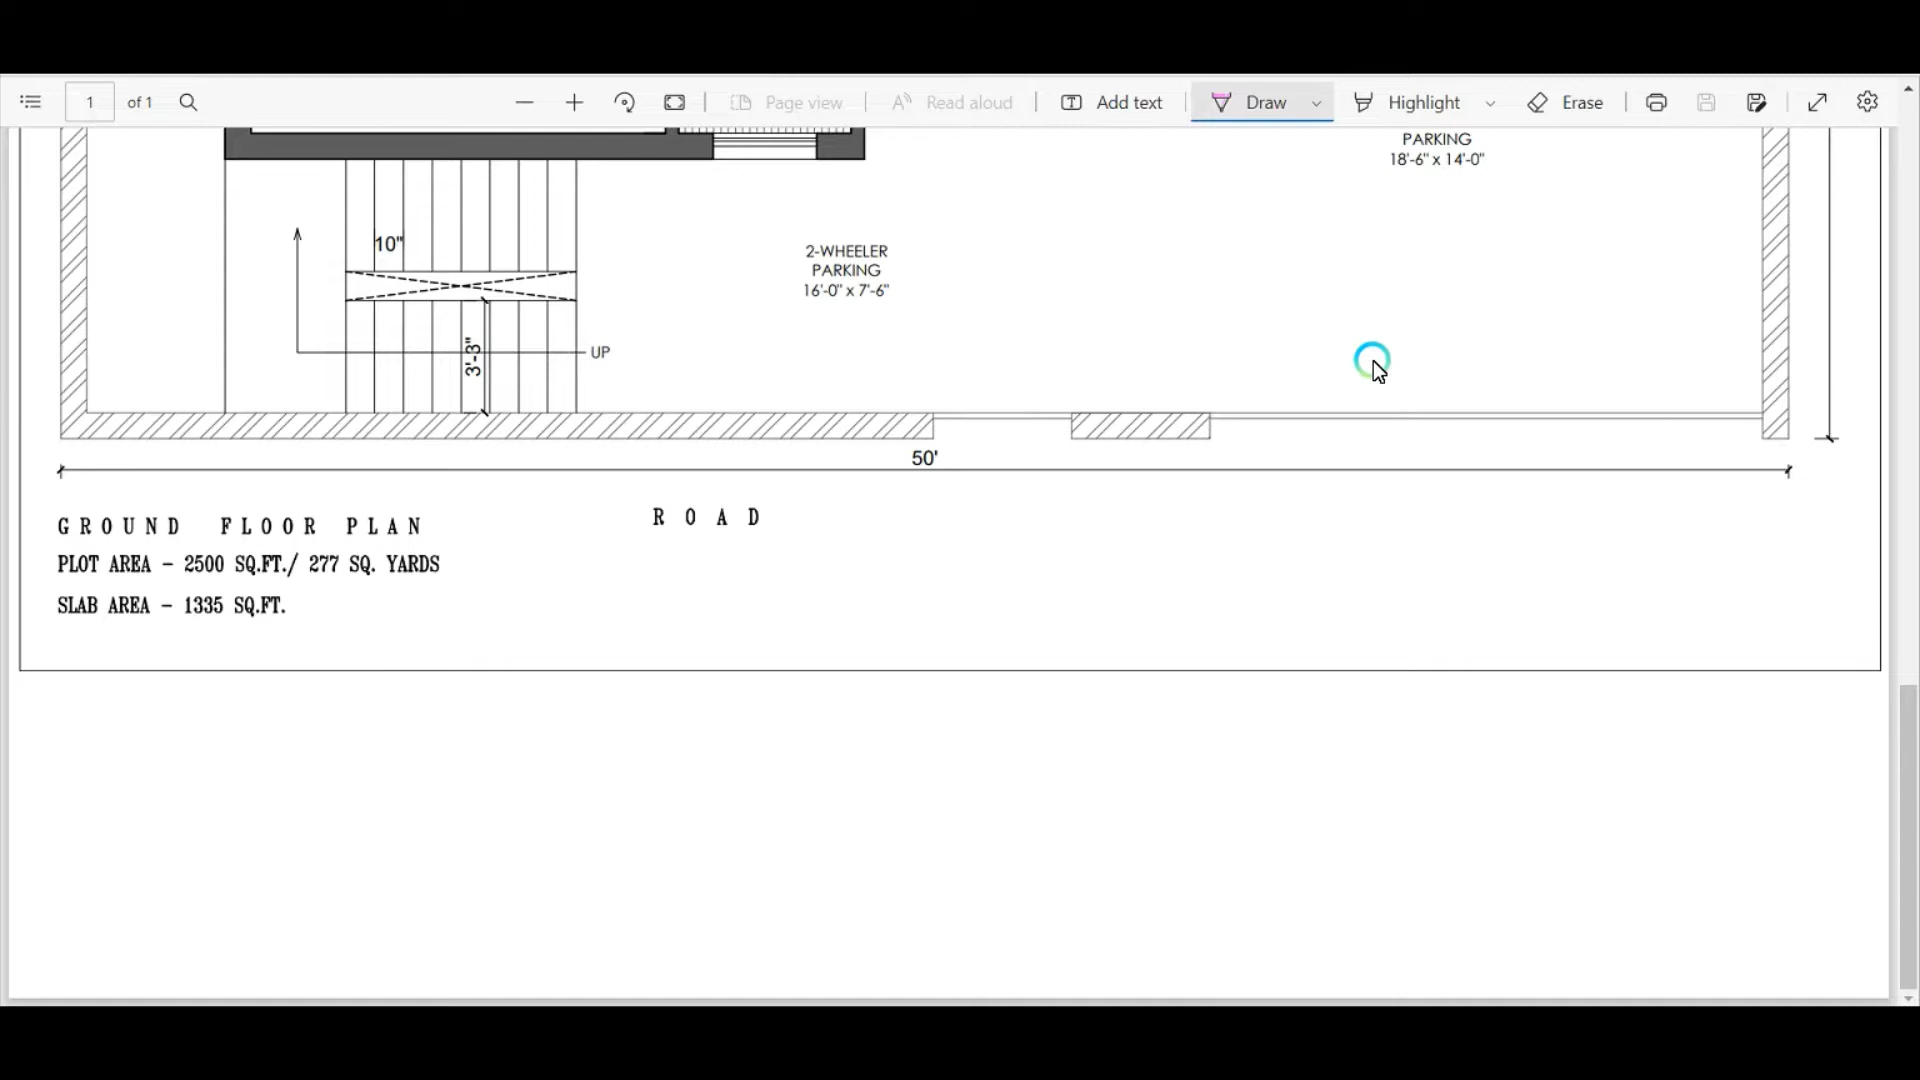 1 of 1 Page view Read aloud Add text Draw Highlight Erase
PARKING
18'-6" x 14'-0"
10"
2-WHEELER
PARKING
16'-0" x 7'-6"
3'-3"
UP
50'
ROAD
GROUND FLOOR PLAN
PLOT AREA - 2500 SQ.FT./ 277 SQ. YARDS
SLAB AREA - 1335 SQ.FT.